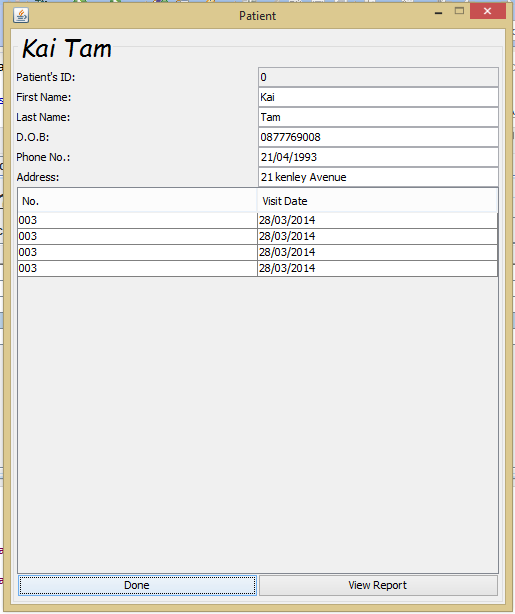 Patient
Kai Tam
Patient's ID: 0
First Name: Kai
Last Name: Tam
D.O.B: 0877769008
Phone No.: 21/04/1993
Address: 21 kenley Avenue
No. Visit Date
003 28/03/2014
003 28/03/2014
003 28/03/2014
003 28/03/2014
Done View Report